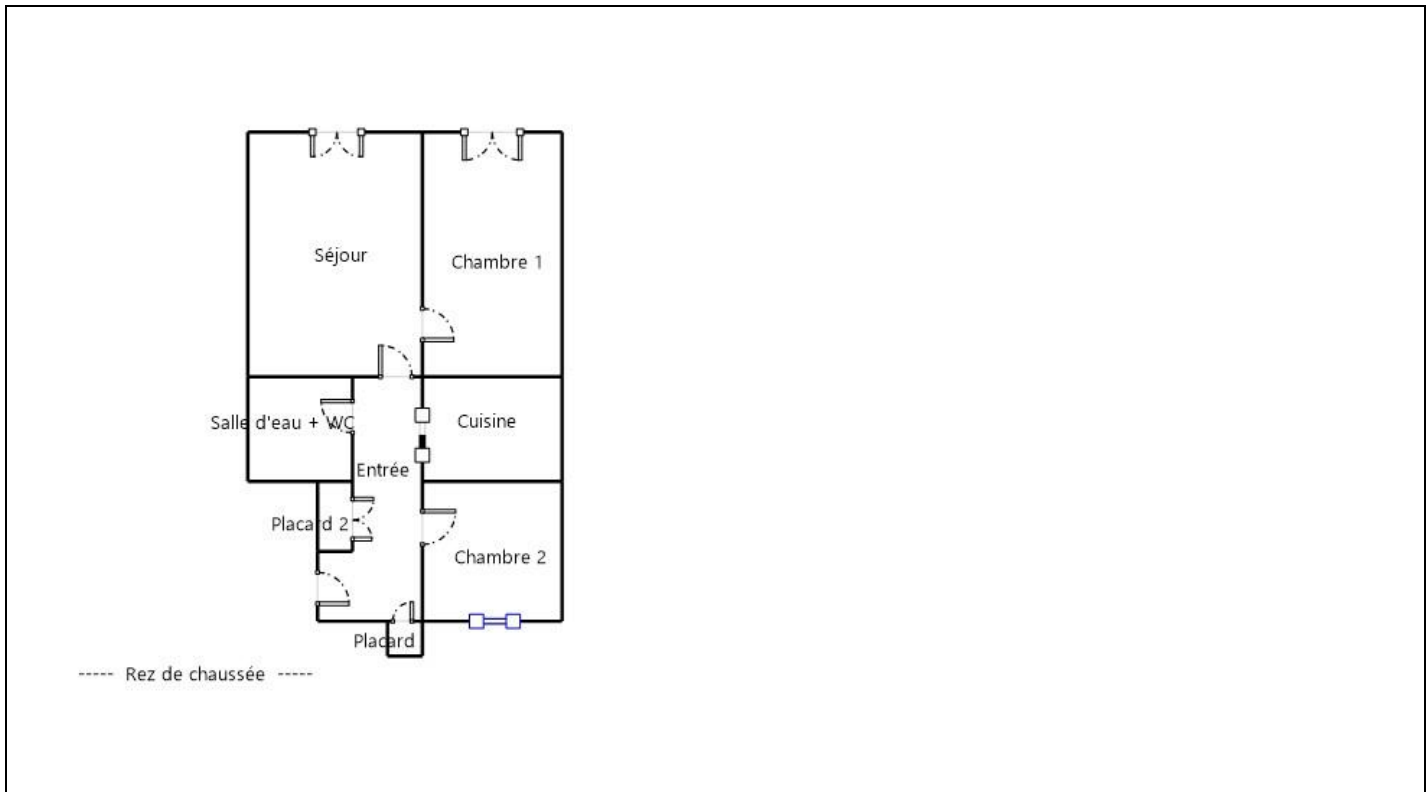 Séjour
Chambre 1
Salle d'eau + WC
Cuisine
Entrée
Placard 2
Chambre 2
Placard
----- Rez de chaussée -----